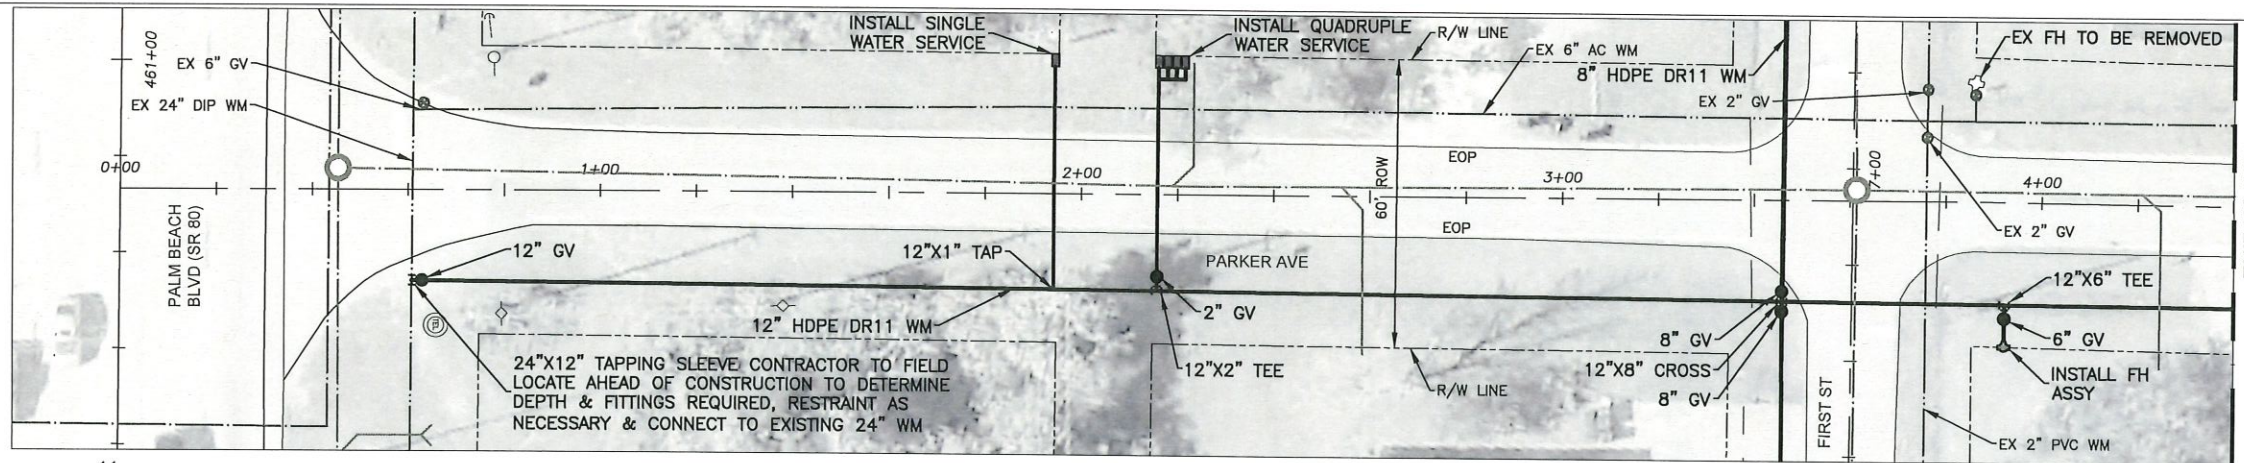 INSTALL SINGLE
WATER SERVICE
INSTALL QUADRUPLE
WATER SERVICE
R/W LINE
EX 6" AC WM
8" HDPE DR11 WM
EX FH TO BE REMOVED
461+00
EX 6" GV
EX 24" DIP WM
EX 2" GV
0+00
1+00
2+00
3+00
4+00
7+00
EOP
60' ROW
EOP
EX 2" GV
PALM BEACH
BLVD (SR 80)
12" GV
12"X1" TAP
PARKER AVE
12"X6" TEE
12" HDPE DR11 WM
2" GV
8" GV
6" GV
24"X12" TAPPING SLEEVE CONTRACTOR TO FIELD
LOCATE AHEAD OF CONSTRUCTION TO DETERMINE
DEPTH & FITTINGS REQUIRED, RESTRAINT AS
NECESSARY & CONNECT TO EXISTING 24" WM
12"X2" TEE
R/W LINE
12"X8" CROSS
8" GV
FIRST ST
INSTALL FH
ASSY
EX 2" PVC WM